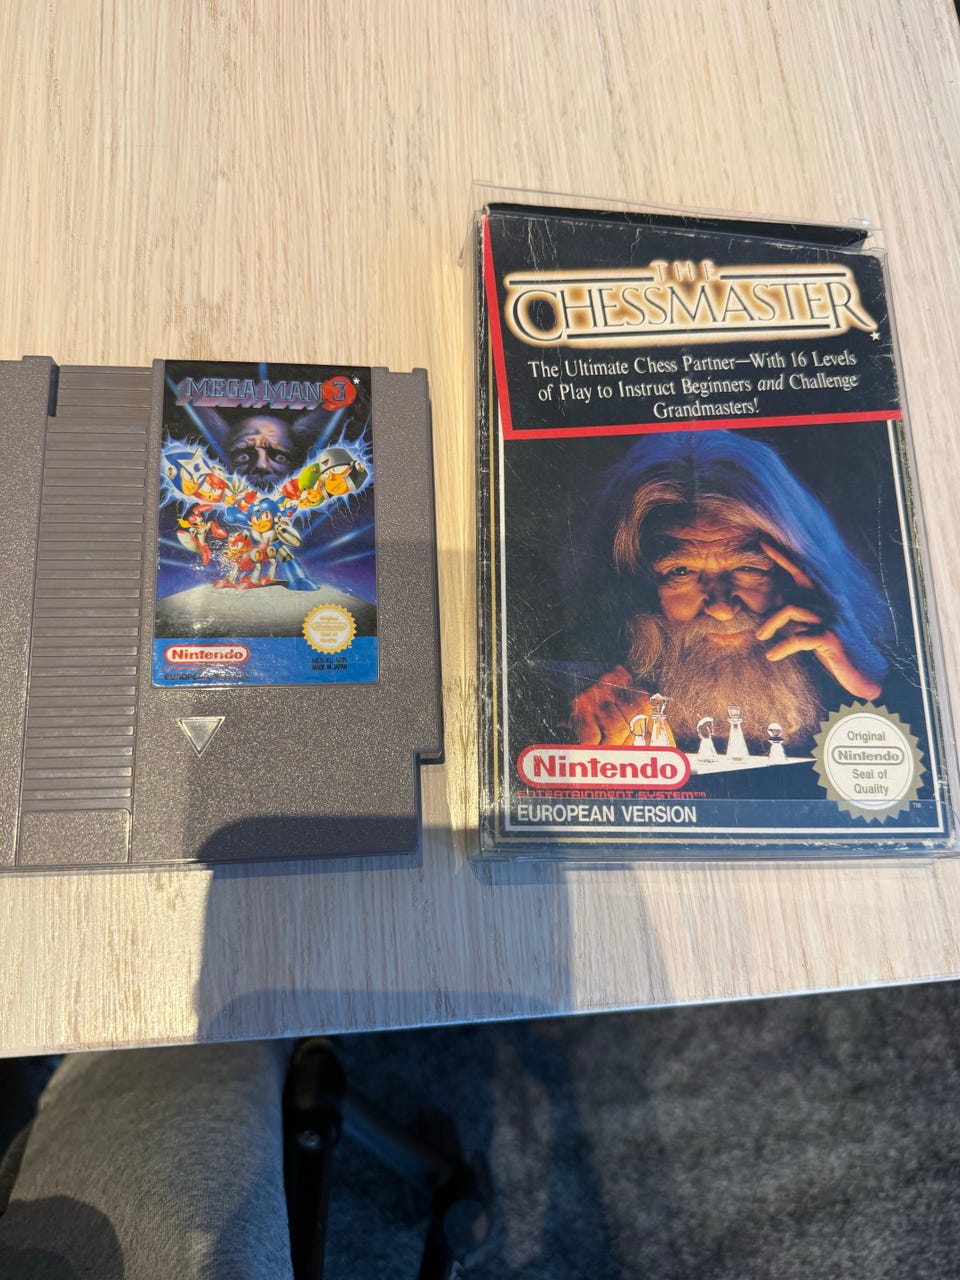 MEGA MAN 3
Original
Nintendo
Seal of
Quality
Nintendo
NES-XU-SCN
MADE IN JAPAN
EUROPEAN VERSION
THE
CHESSMASTER
The Ultimate Chess Partner—With 16 Levels
of Play to Instruct Beginners and Challenge
Grandmasters!
Original
Nintendo
Seal of
Quality
TM
Nintendo
ENTERTAINMENT SYSTEM™
EUROPEAN VERSION